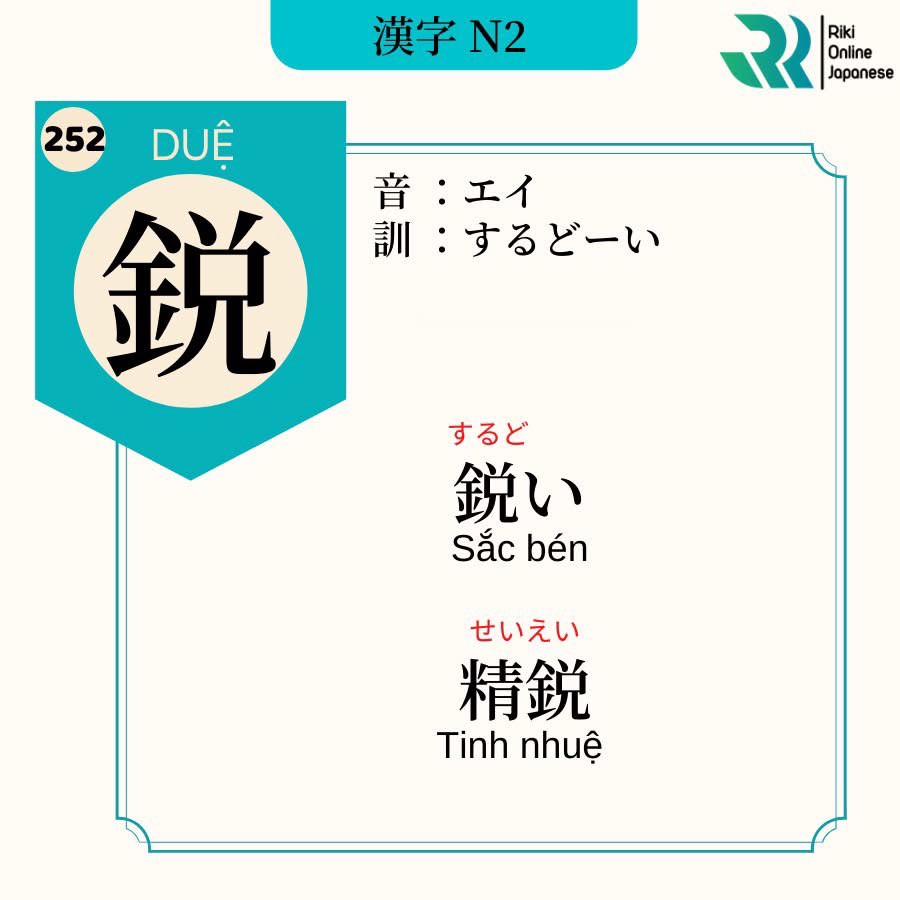 漢字 N2
Riki
Online
Japanese
252
DUỆ
鋭
音 ：エイ
訓 ：するどーい
するど
鋭い
Sắc bén
せいえい
精鋭
Tinh nhuệ